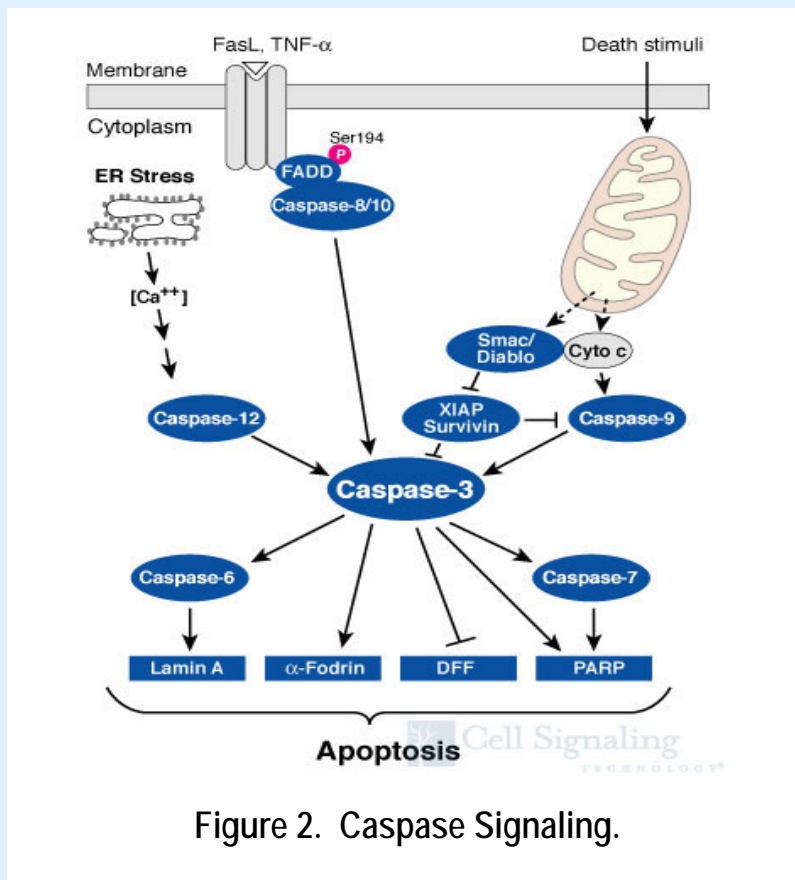 FasL, TNF-α
Death stimuli
Membrane
Cytoplasm
Ser194
P
FADD
ER Stress
Caspase-8/10
[Ca++]
Smac/
Diablo
Cyto c
Caspase-12
XIAP
Survivin
Caspase-9
Caspase-3
Caspase-6
Caspase-7
Lamin A
α-Fodrin
DFF
PARP
Cell Signaling
TECHNOLOGY®
Apoptosis
Figure 2. Caspase Signaling.